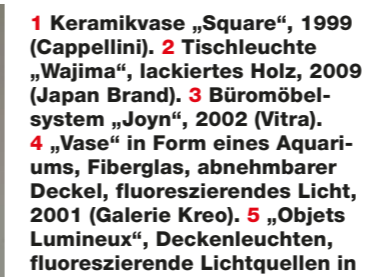 1 Keramikvase „Square“, 1999
(Cappellini). 2 Tischleuchte
„Wajima“, lackiertes Holz, 2009
(Japan Brand). 3 Büromöbel-
system „Joyn“, 2002 (Vitra).
4 „Vase“ in Form eines Aquari-
ums, Fiberglas, abnehmbarer
Deckel, fluoreszierendes Licht,
2001 (Galerie Kreo). 5 „Objets
Lumineux“, Deckenleuchten,
fluoreszierende Lichtquellen in